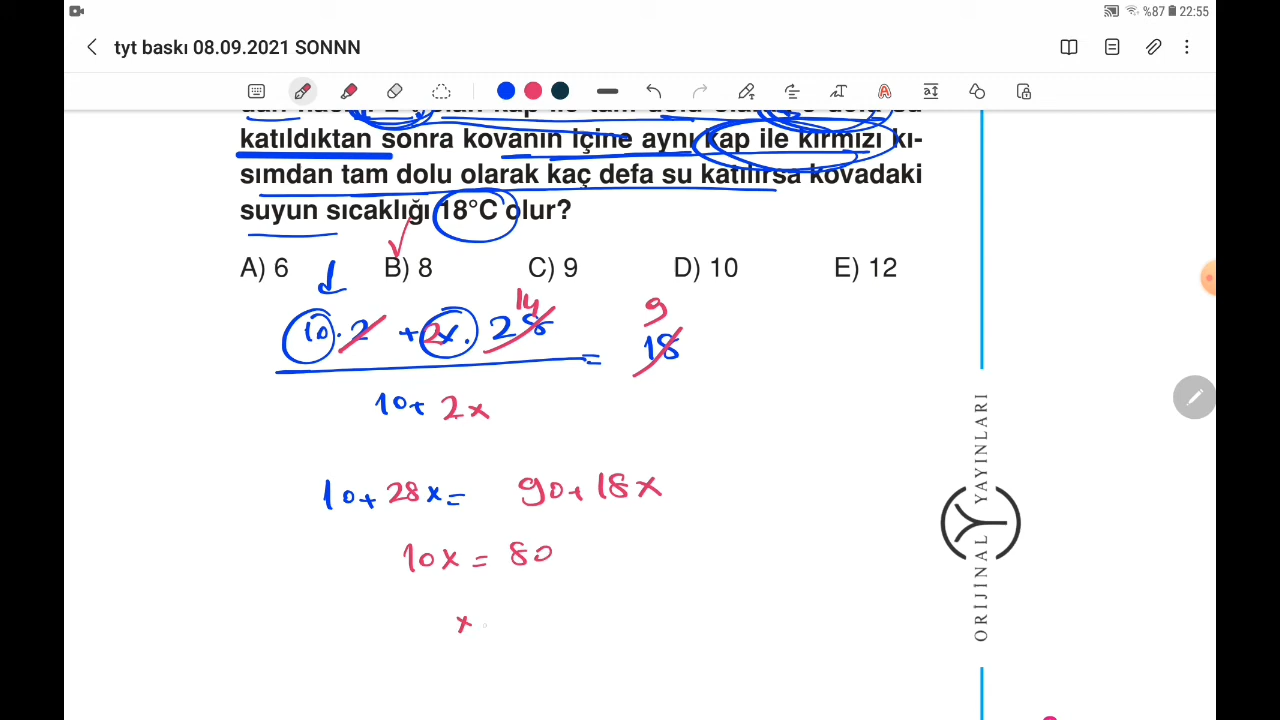 %87 22:55
tyt baskı 08.09.2021 SONNN
katıldıktan sonra kovanın içine aynı kap ile kırmızı kı-
sımdan tam dolu olarak kaç defa su katılırsa kovadaki
suyun sıcaklığı 18°C olur?
A) 6 B) 8 C) 9 D) 10 E) 12
14 9
10.2 + 2x. 28 = 18
10+ 2x
10+28x= 90+18x
10x = 80
x
ORİJİNAL YAYINLARI